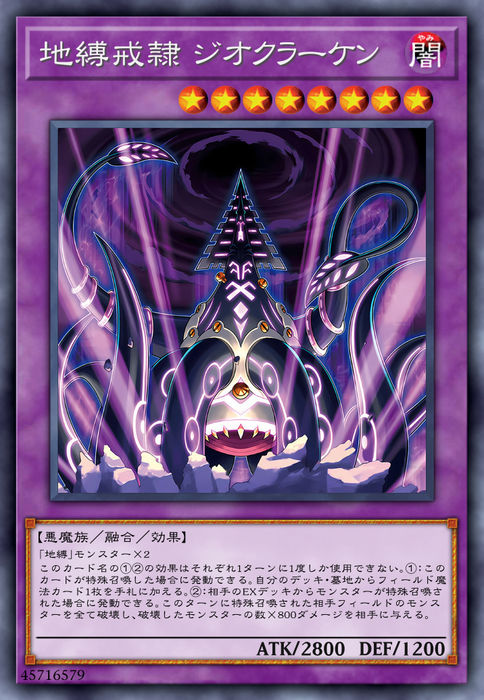 地縛戒隷 ジオクラーケン
やみ
闇
【悪魔族／融合／効果】
「地縛」モンスター×2
このカード名の①②の効果はそれぞれ1ターンに1度しか使用できない。①：この
カードが特殊召喚した場合に発動できる。自分のデッキ・墓地からフィールド魔
法カード1枚を手札に加える。②：相手のEXデッキからモンスターが特殊召喚さ
れた場合に発動できる。このターンに特殊召喚された相手フィールドのモンス
ターを全て破壊し、破壊したモンスターの数×800ダメージを相手に与える。
ATK/2800 DEF/1200
45716579